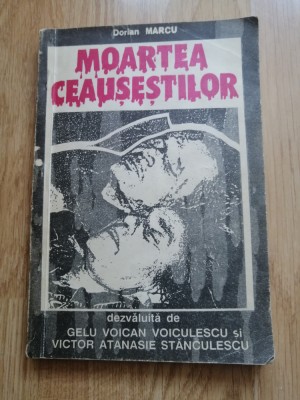 Dorian MARCU
MOARTEA
CEAUȘEȘTILOR
dezvăluită de
GELU VOICAN VOICULESCU și
VICTOR ATANASIE STĂNCULESCU